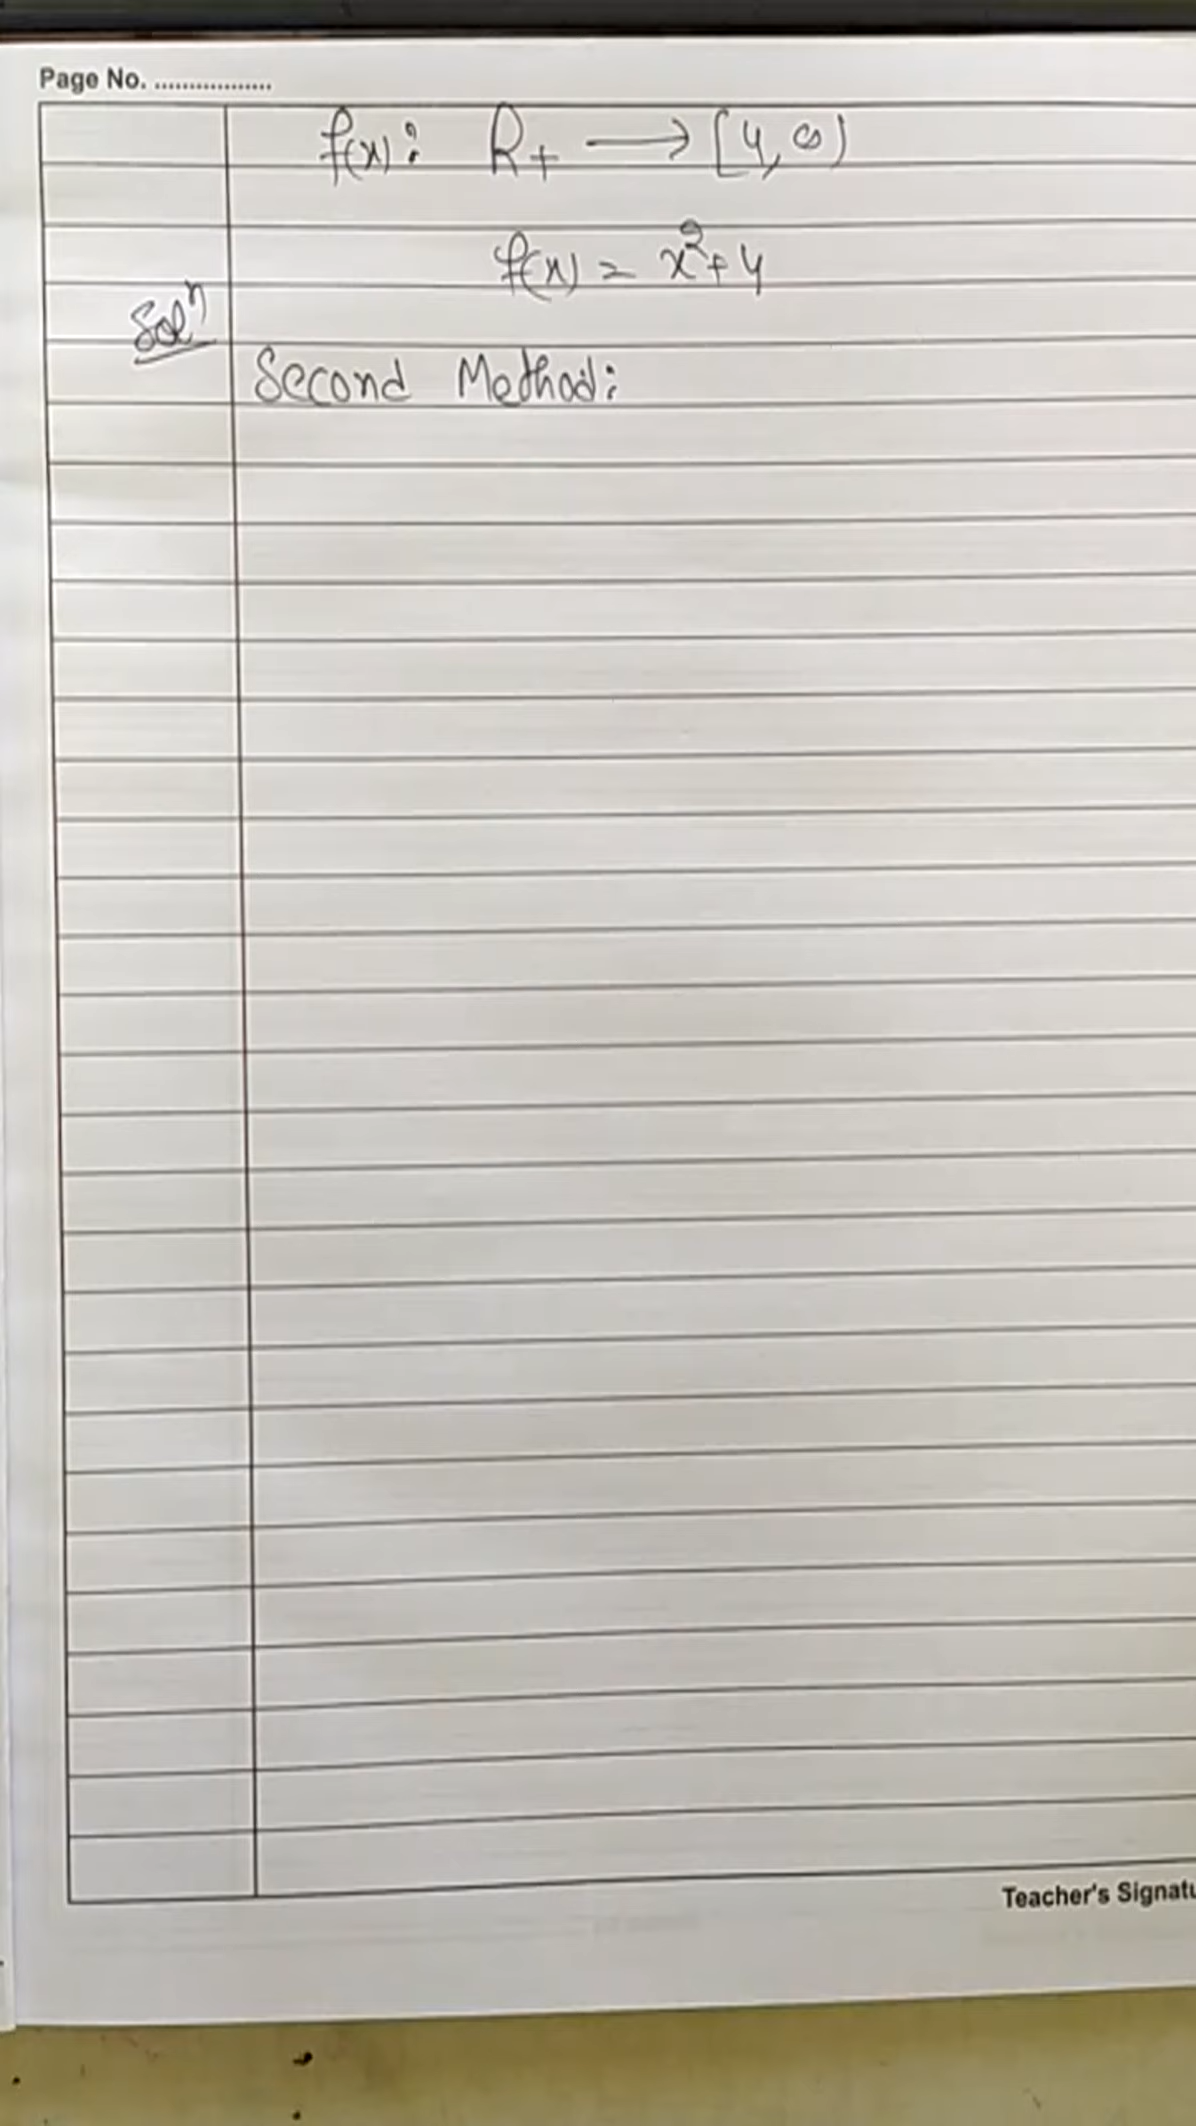 Page No. .................
f(x): R+ → [4, ∞)
f(x) = x²+4
Solⁿ
Second Method:
Teacher's Signatu